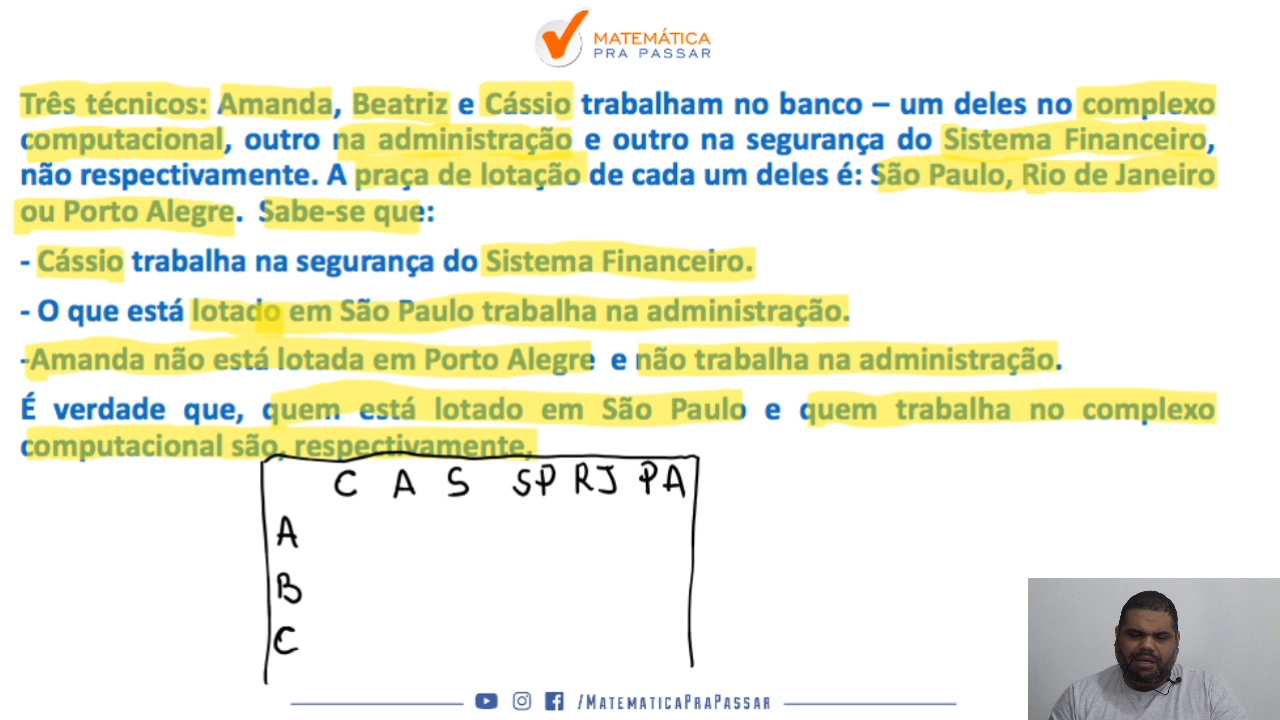 MATEMÁTICA
PRA PASSAR
Três técnicos: Amanda, Beatriz e Cássio trabalham no banco – um deles no complexo
computacional, outro na administração e outro na segurança do Sistema Financeiro,
não respectivamente. A praça de lotação de cada um deles é: São Paulo, Rio de Janeiro
ou Porto Alegre. Sabe-se que:
- Cássio trabalha na segurança do Sistema Financeiro.
- O que está lotado em São Paulo trabalha na administração.
-Amanda não está lotada em Porto Alegre e não trabalha na administração.
É verdade que, quem está lotado em São Paulo e quem trabalha no complexo
computacional são, respectivamente,
C A S SP RJ PA
A
B
C
/MATEMATICAPRAPASSAR